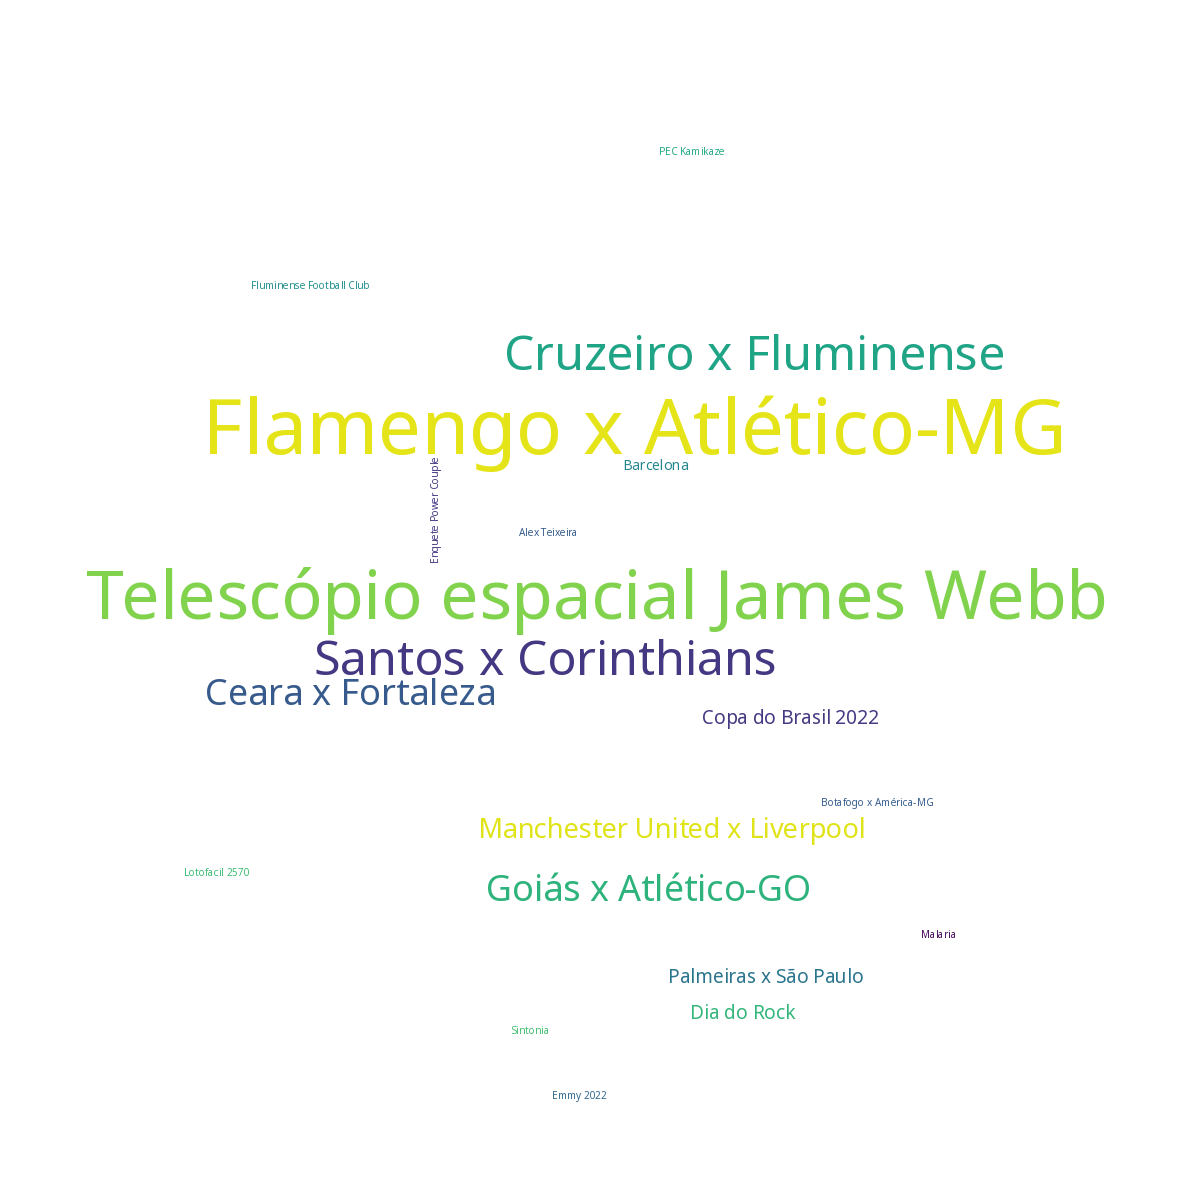 PEC Kamikaze
Fluminense Football Club
Cruzeiro x Fluminense
Flamengo x Atlético-MG
Barcelona
Enquete Power Couple
Alex Teixeira
Telescópio espacial James Webb
Santos x Corinthians
Ceara x Fortaleza
Copa do Brasil 2022
Botafogo x América-MG
Manchester United x Liverpool
Lotofacil 2570
Goiás x Atlético-GO
Malaria
Palmeiras x São Paulo
Dia do Rock
Sintonia
Emmy 2022